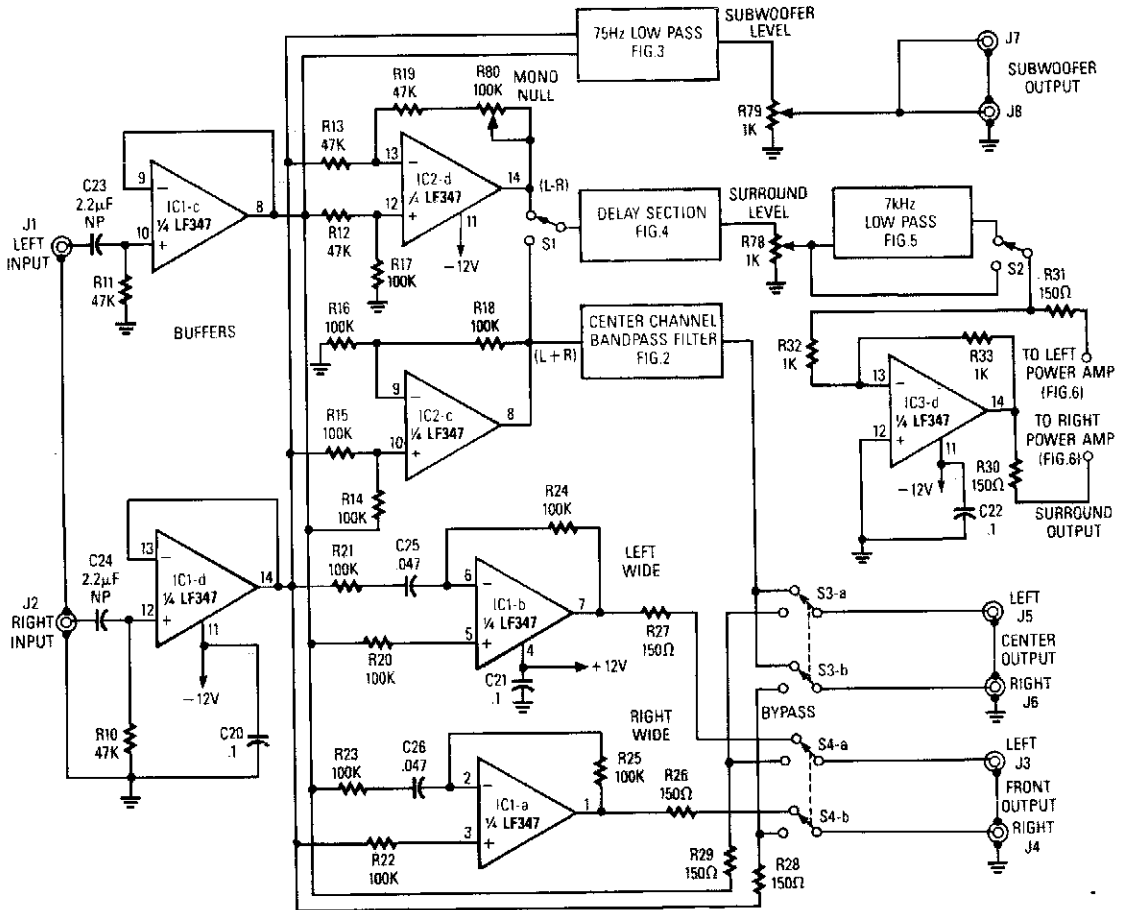 75Hz LOW PASS
FIG.3
SUBWOOFER
LEVEL
R79
1K
J7
SUBWOOFER
OUTPUT
J8
R19
47K
R80
100K
MONO
NULL
R13
47K
13
IC2-d
¼ LF347
14
12
11
−12V
R12
47K
R17
100K
(L-R)
S1
DELAY SECTION
FIG.4
SURROUND
LEVEL
R78
1K
7kHz
LOW PASS
FIG.5
S2
R31
150Ω
C23
2.2µF
NP
J1
LEFT
INPUT
9
IC1-c
¼ LF347
8
10
R11
47K
BUFFERS
R16
100K
R18
100K
(L+R)
CENTER CHANNEL
BANDPASS FILTER
FIG.2
9
IC2-c
¼ LF347
8
10
R15
100K
R14
100K
R32
1K
R33
1K
13
IC3-d
¼ LF347
14
12
11
−12V
C22
.1
R30
150Ω
TO LEFT
POWER AMP
(FIG.6)
TO RIGHT
POWER AMP
(FIG.6)
SURROUND
OUTPUT
C24
2.2µF
NP
J2
RIGHT
INPUT
13
IC1-d
¼ LF347
14
12
11
−12V
R10
47K
C20
.1
R21
100K
C25
.047
R24
100K
LEFT
WIDE
6
IC1-b
¼ LF347
7
5
4
R20
100K
C21
.1
+12V
R27
150Ω
S3-a
S3-b
BYPASS
LEFT
J5
CENTER
OUTPUT
RIGHT
J6
R23
100K
C26
.047
RIGHT
WIDE
R25
100K
2
IC1-a
¼ LF347
1
3
R22
100K
R26
150Ω
S4-a
S4-b
LEFT
J3
FRONT
OUTPUT
RIGHT
J4
R29
150Ω
R28
150Ω